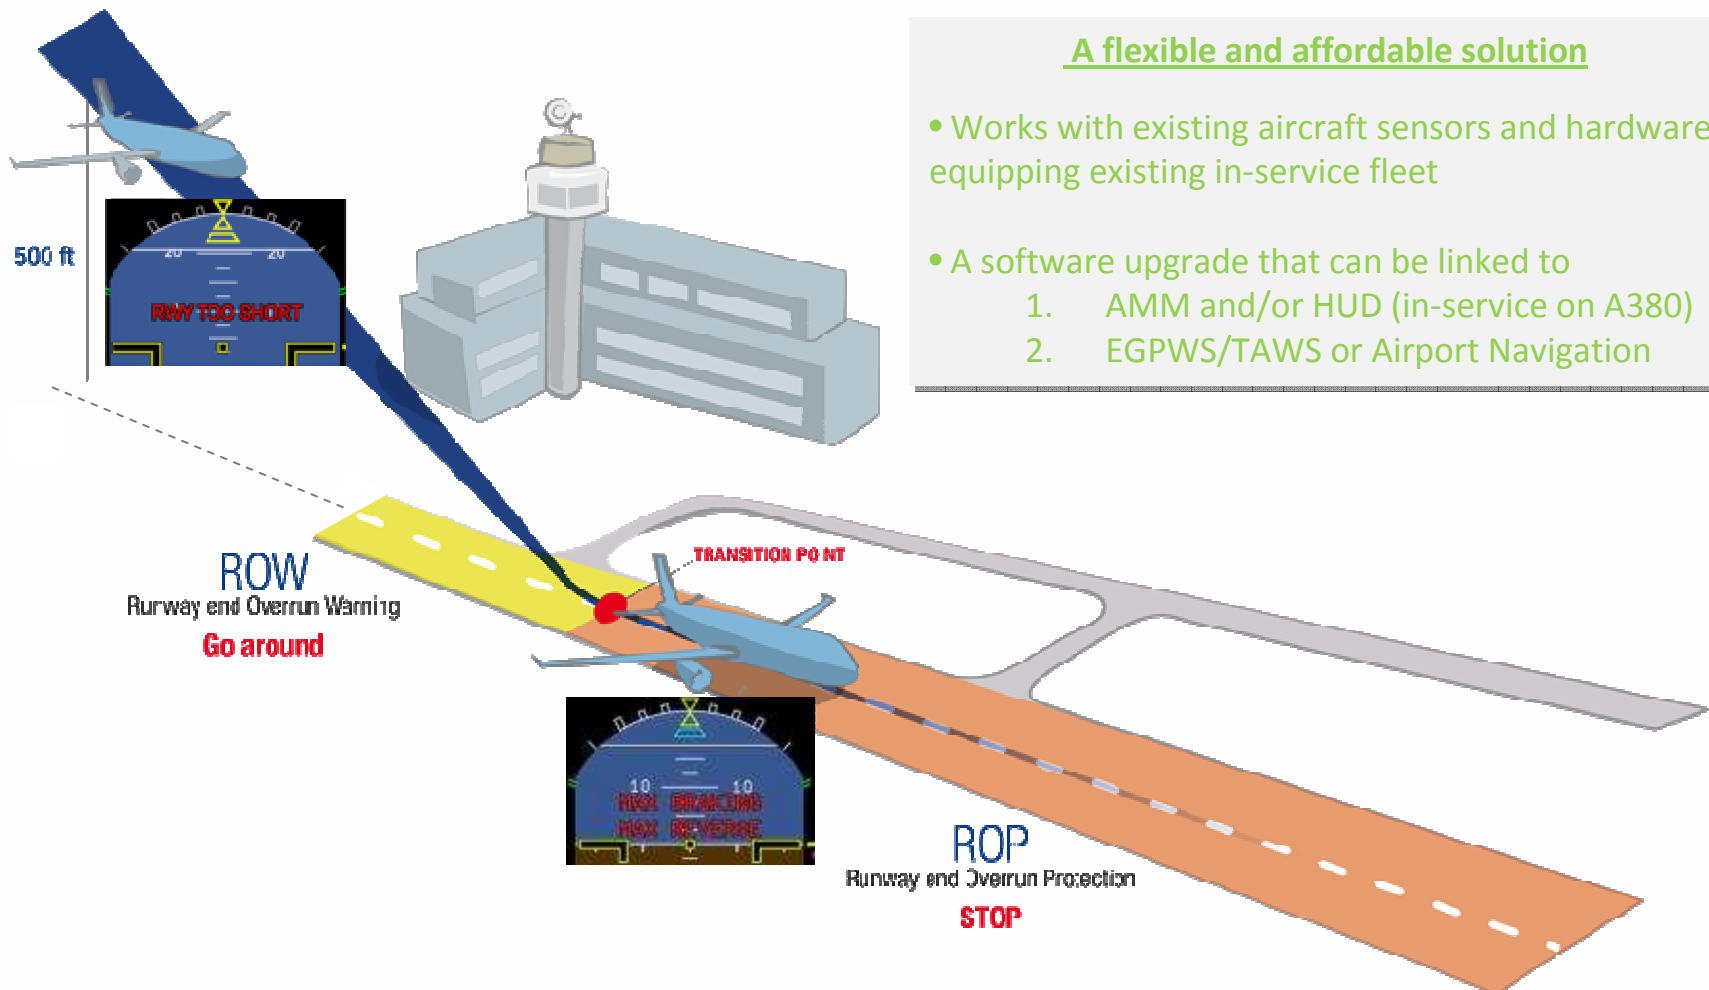 A flexible and affordable solution
• Works with existing aircraft sensors and hardware
equipping existing in-service fleet
• A software upgrade that can be linked to
1. AMM and/or HUD (in-service on A380)
2. EGPWS/TAWS or Airport Navigation
500 ft
20 20
RWY TOO SHORT
TRANSITION POINT
ROW
Runway end Overrun Warning
Go around
10 10
MAX BRAKING
MAX REVERSE
ROP
Runway end Overrun Protection
STOP